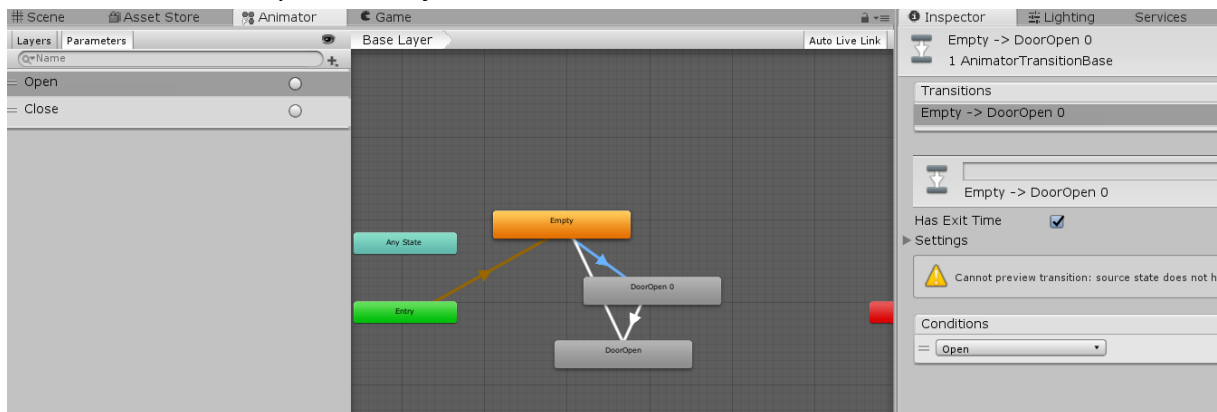 Scene
Asset Store
Animator
Game
Inspector
Lighting
Services
Layers
Parameters
Name
Open
Close
Base Layer
Auto Live Link
Empty
Any State
DoorOpen 0
Entry
DoorOpen
Empty -> DoorOpen 0
1 AnimatorTransitionBase
Transitions
Empty -> DoorOpen 0
Empty -> DoorOpen 0
Has Exit Time
Settings
Cannot preview transition: source state does not h
Conditions
Open